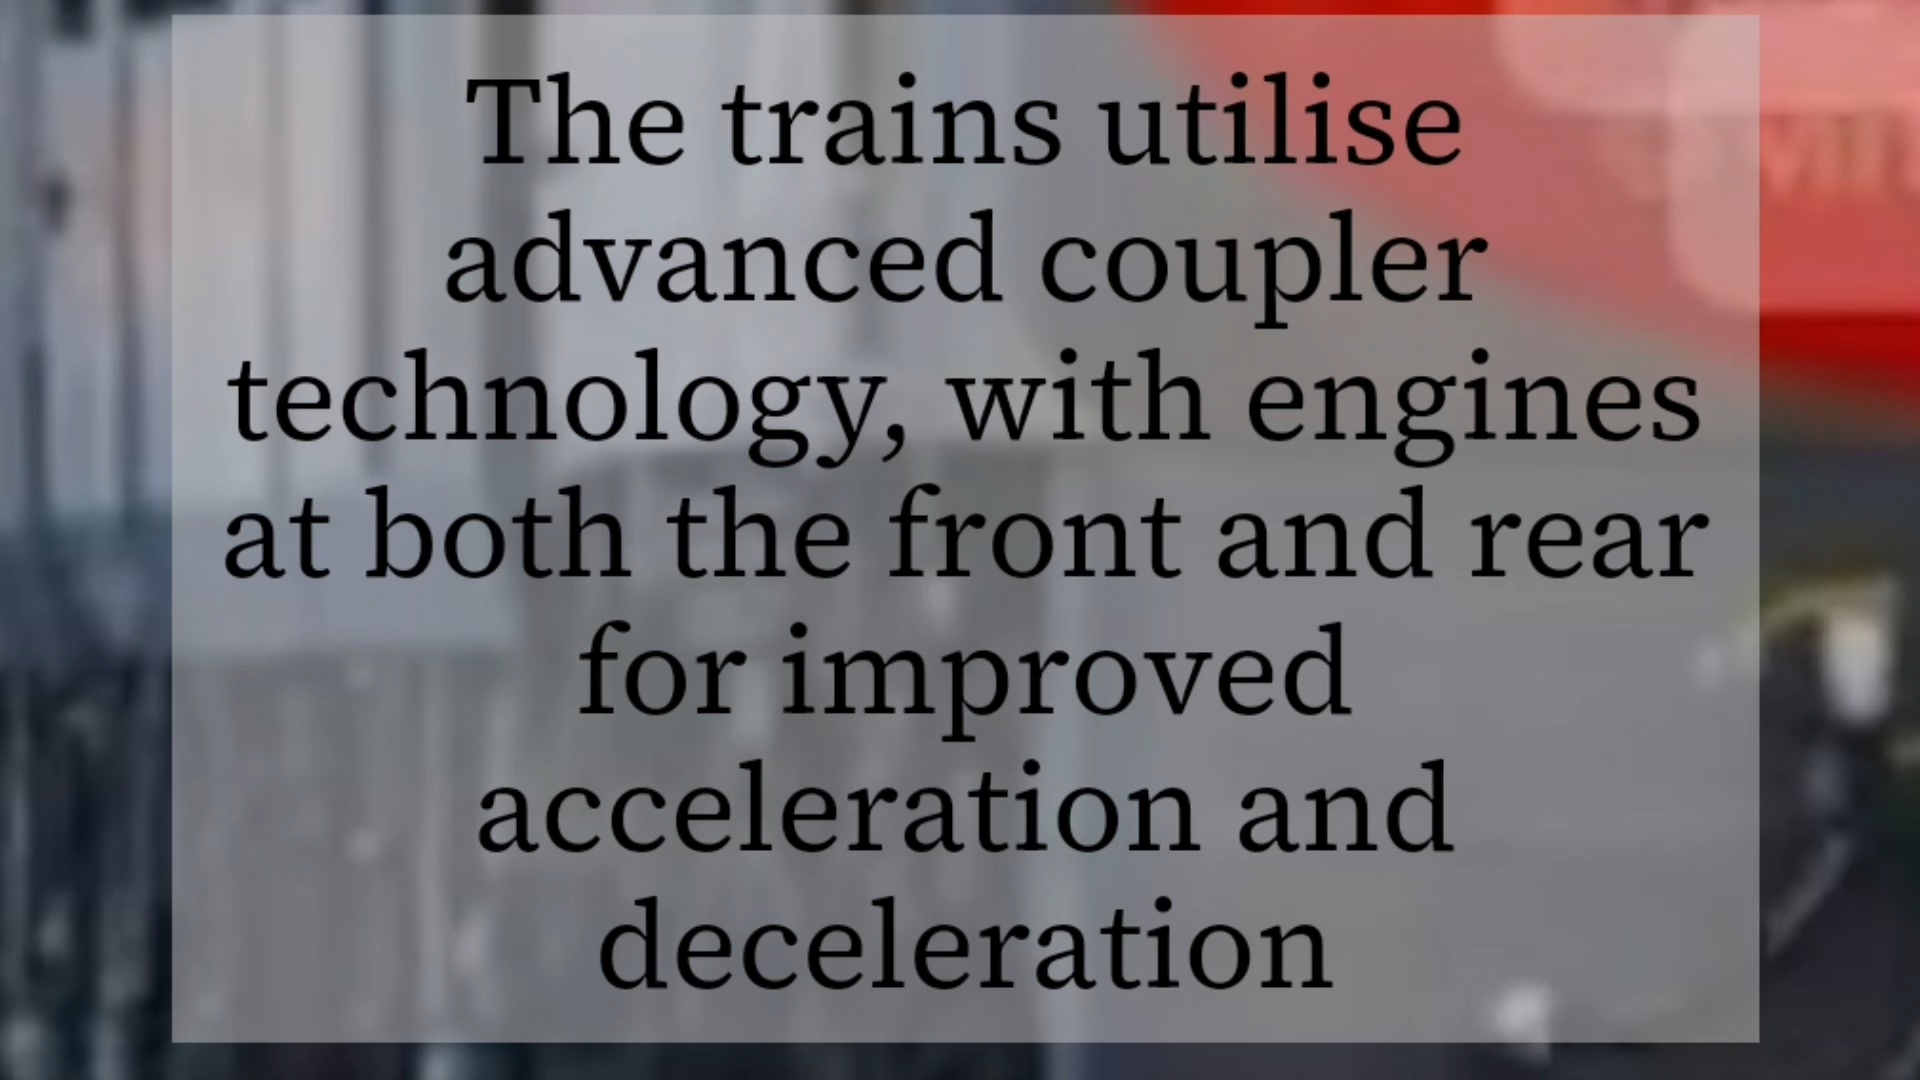 The trains utilise
advanced coupler
technology, with engines
at both the front and rear
for improved
acceleration and
deceleration